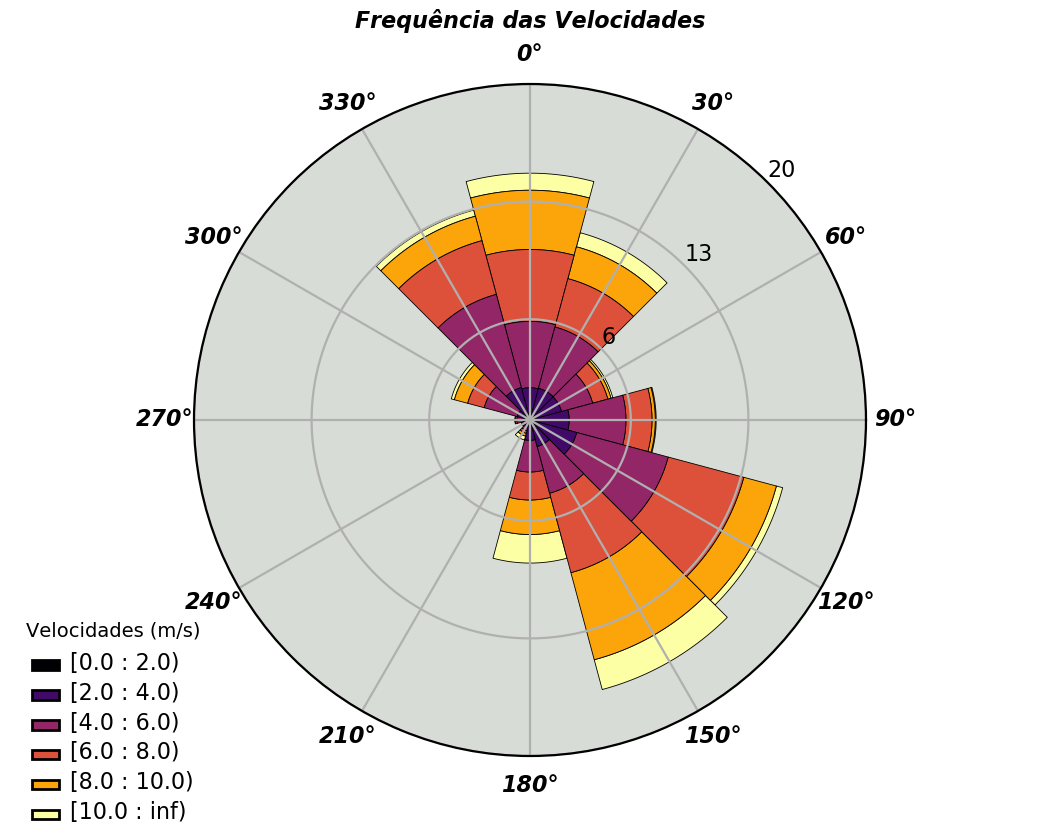 Frequência das Velocidades
0°
330°
30°
20
300°
60°
13
6
270°
90°
240°
120°
210°
150°
180°
Velocidades (m/s)
[0.0 : 2.0)
[2.0 : 4.0)
[4.0 : 6.0)
[6.0 : 8.0)
[8.0 : 10.0)
[10.0 : inf)